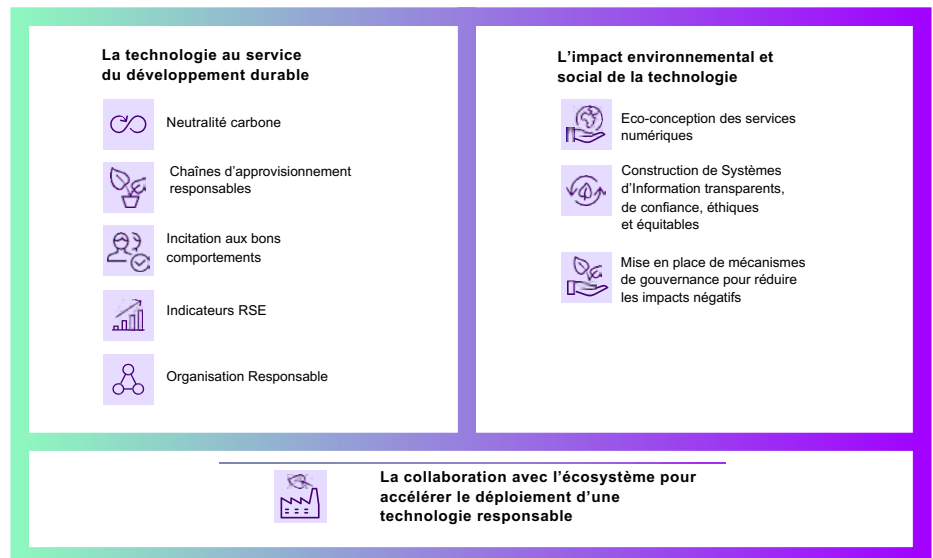 La technologie au service
du développement durable
Neutralité carbone
Chaînes d'approvisionnement
responsables
Incitation aux bons
comportements
Indicateurs RSE
Organisation Responsable
L'impact environnemental et
social de la technologie
Eco-conception des services
numériques
Construction de Systèmes
d'Information transparents,
de confiance, éthiques
et équitables
Mise en place de mécanismes
de gouvernance pour réduire
les impacts négatifs
La collaboration avec l'écosystème pour
accélérer le déploiement d'une
technologie responsable